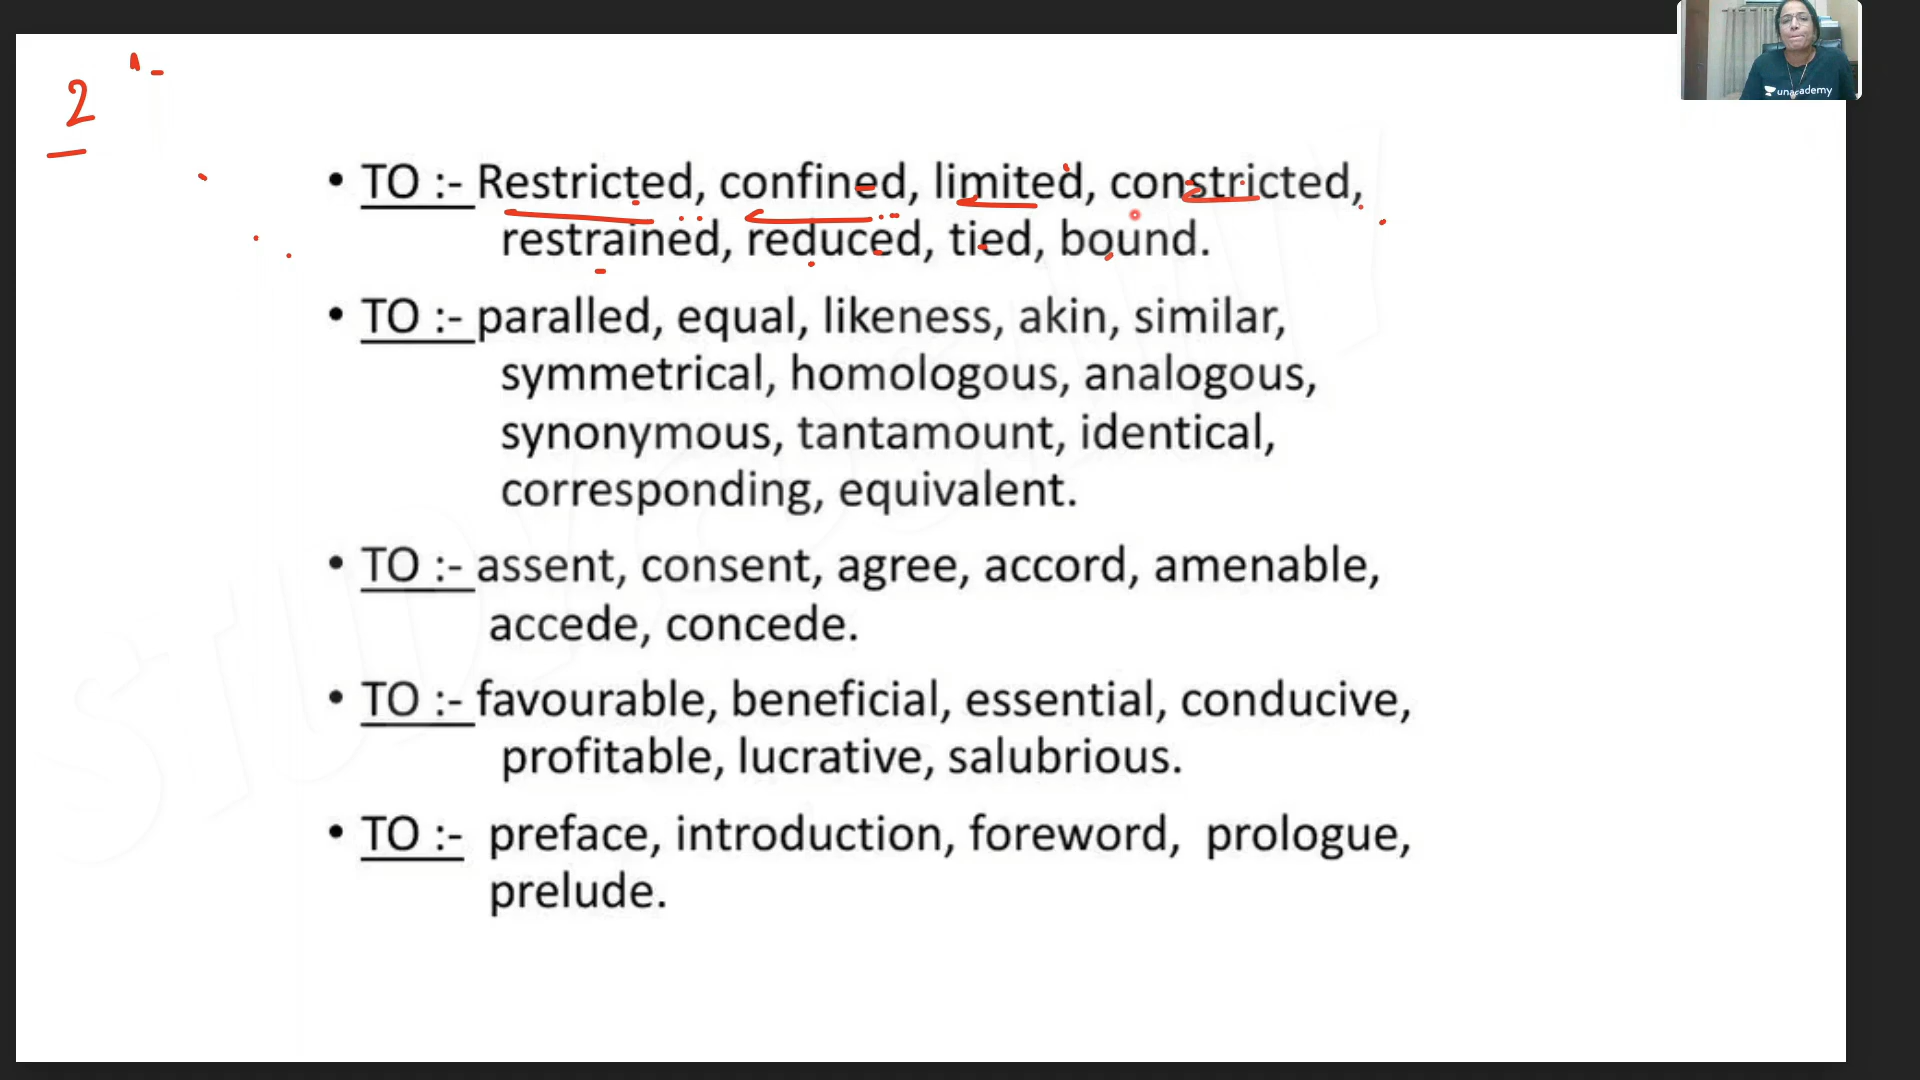 unacademy
2
• TO :- Restricted, confined, limited, constricted,
restrained, reduced, tied, bound.
• TO :- paralled, equal, likeness, akin, similar,
symmetrical, homologous, analogous,
synonymous, tantamount, identical,
corresponding, equivalent.
• TO :- assent, consent, agree, accord, amenable,
accede, concede.
• TO :- favourable, beneficial, essential, conducive,
profitable, lucrative, salubrious.
• TO :- preface, introduction, foreword, prologue,
prelude.